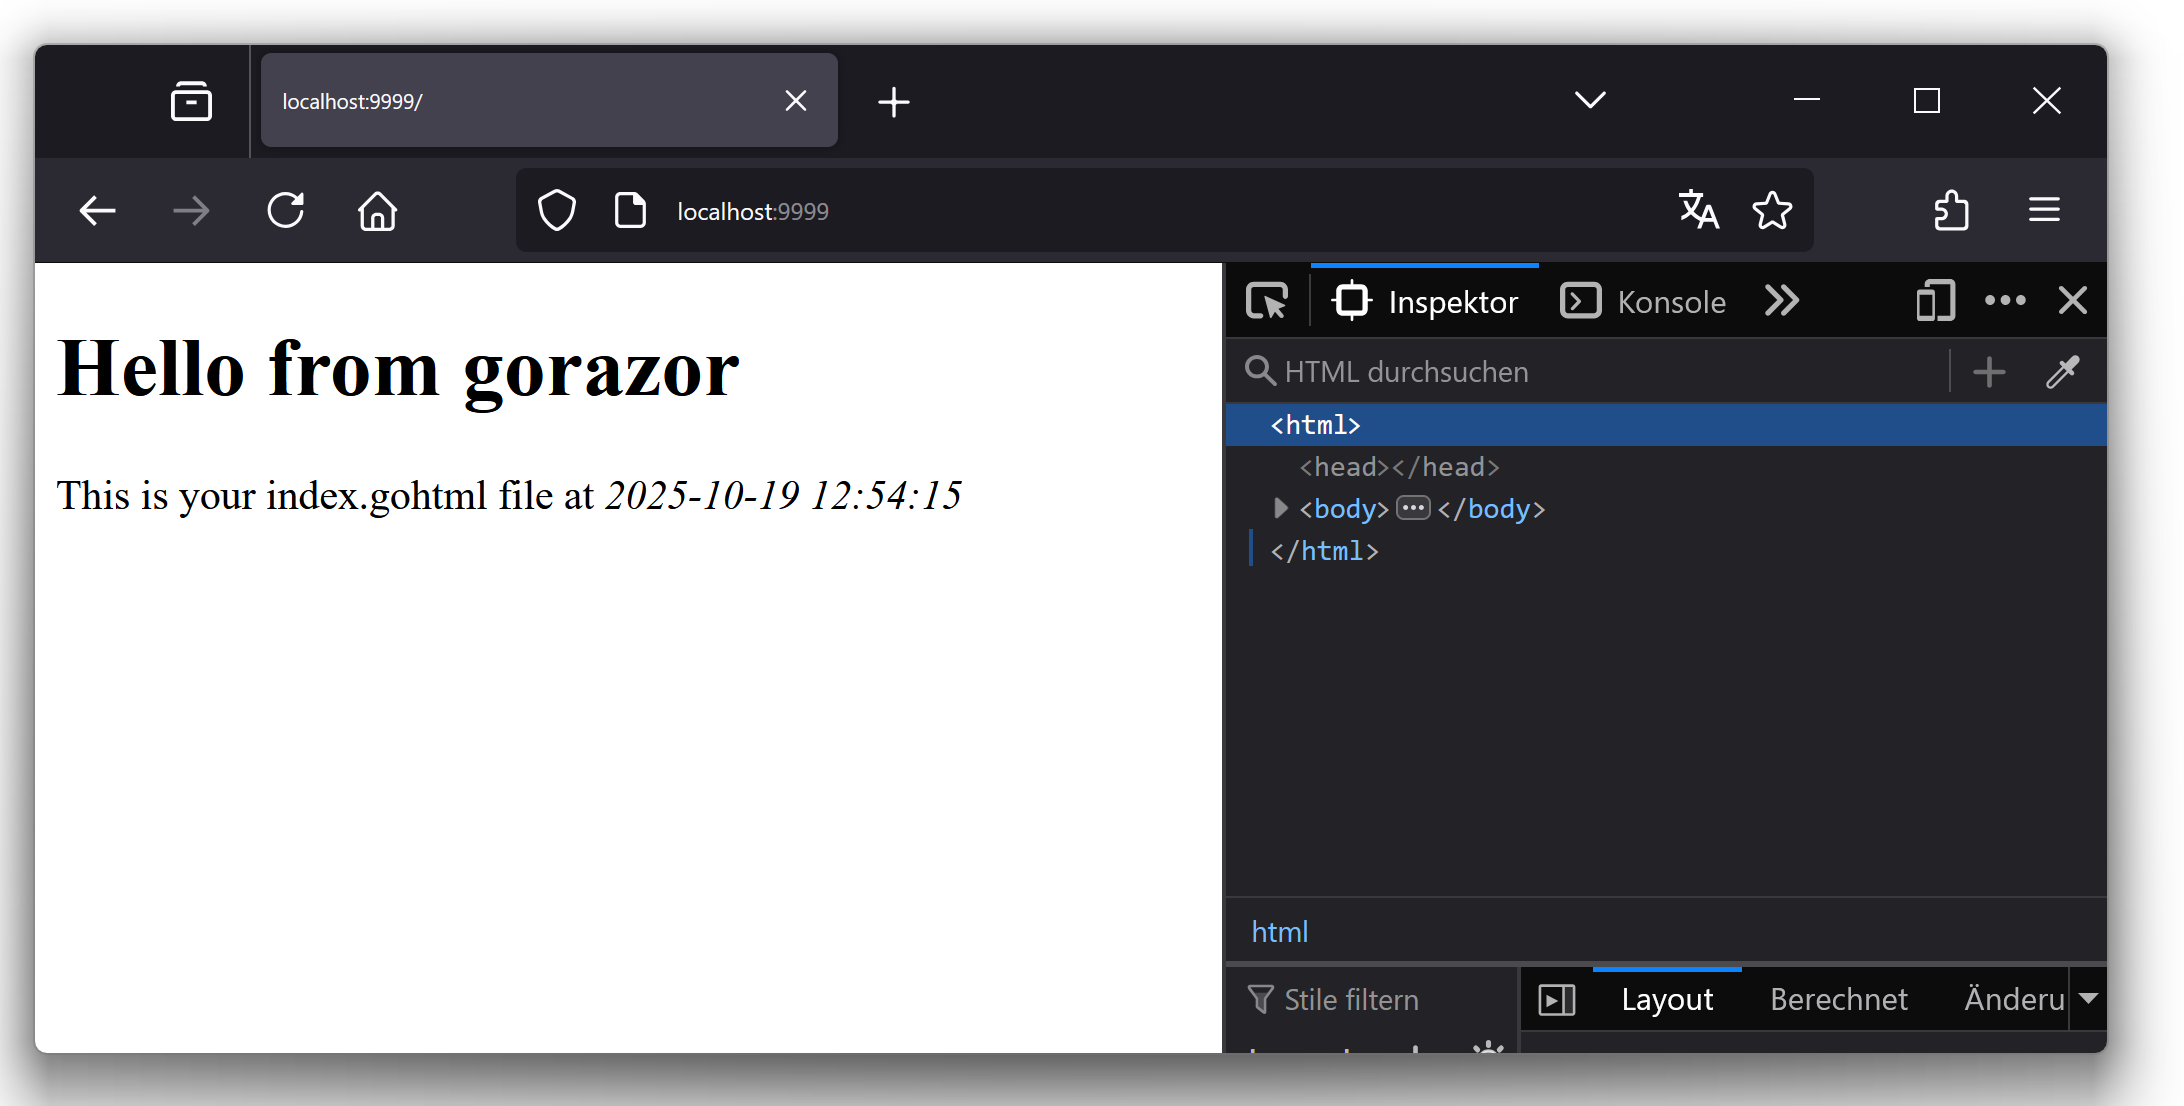 localhost:9999/
localhost:9999
Hello from gorazor
This is your index.gohtml file at 2025-10-19 12:54:15
Inspektor
Konsole
HTML durchsuchen
<html>
<head></head>
<body>
</body>
</html>
html
Stile filtern
Layout
Berechnet
Änderu